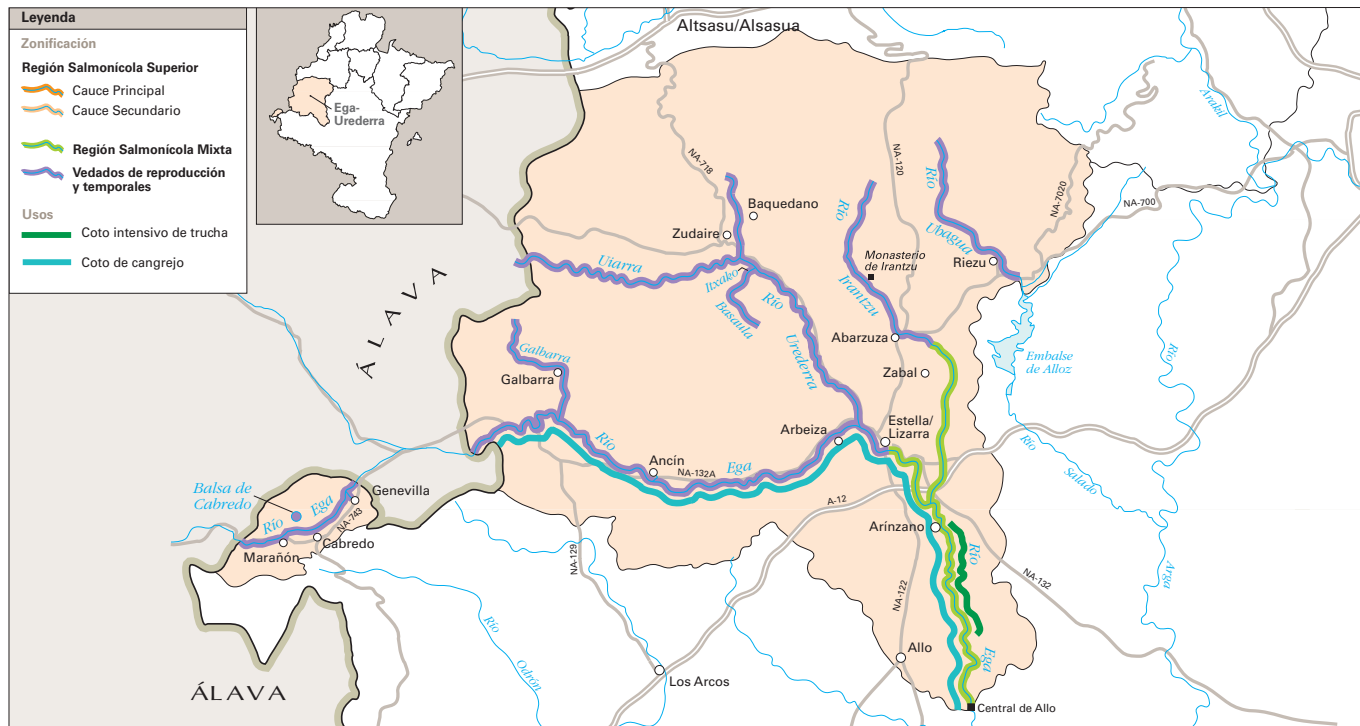 Leyenda
Zonificación
Región Salmonícola Superior
Cauce Principal
Cauce Secundario
Región Salmonícola Mixta
Vedados de reproducción
y temporales
Usos
Coto intensivo de trucha
Coto de cangrejo
Ega-
Urederra
Altsasu/Alsasua
Arakil
NA-718
NA-120
Río
Ubagua
NA-7020
NA-700
Baquedano
Zudaire
Río
Irantzu
Monasterio
de Irantzu
Riezu
Uiarra
Itxako
Basaula
Río
Urederra
ÁLAVA
Abarzuza
Zabal
Embalse
de Alloz
Río
Galbarra
Galbarra
Arbeiza
Estella/
Lizarra
Río
Salado
Río
Ega
Ancín
NA-132A
A-12
Balsa de
Cabredo
Río
Ega
Genevilla
NA-743
Marañón
Cabredo
Arínzano
Río
Ega
NA-129
NA-122
NA-132
Arga
Río
Odrón
Allo
Los Arcos
ÁLAVA
Central de Allo